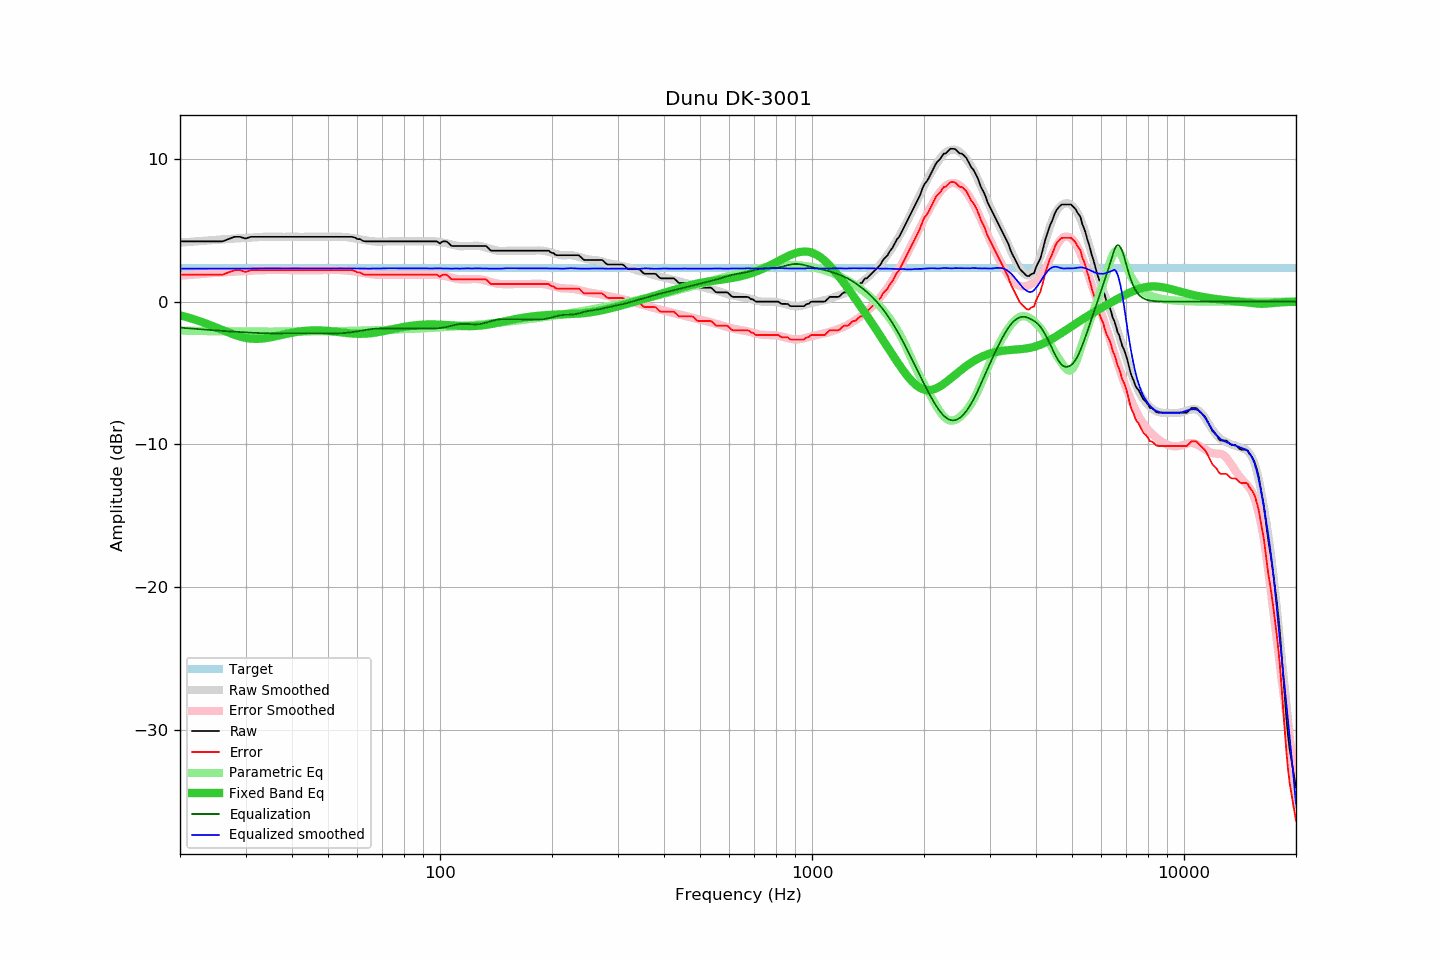 Dunu DK-3001
10
0
−10
−20
−30
Amplitude (dBr)
Target
Raw Smoothed
Error Smoothed
Raw
Error
Parametric Eq
Fixed Band Eq
Equalization
Equalized smoothed
100
1000
10000
Frequency (Hz)